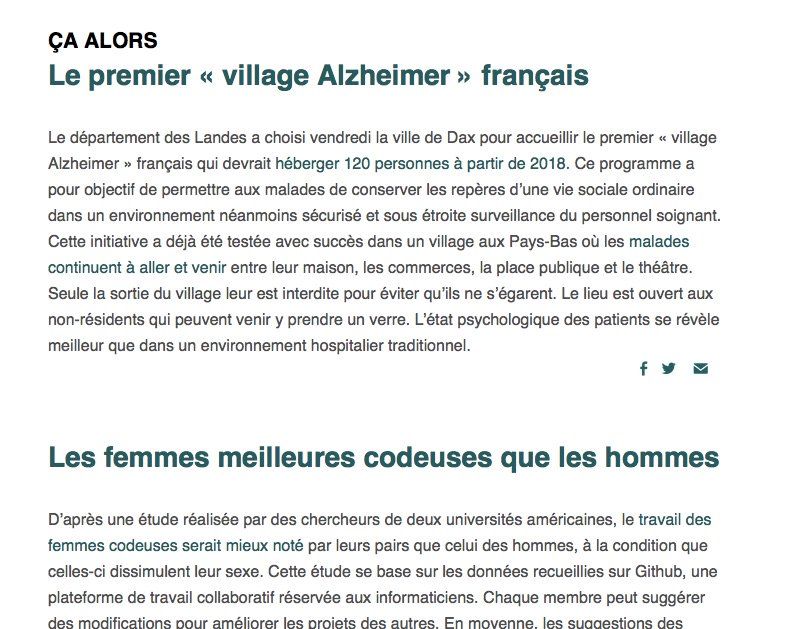 ÇA ALORS
Le premier « village Alzheimer » français
Le département des Landes a choisi vendredi la ville de Dax pour accueillir le premier « village
Alzheimer » français qui devrait héberger 120 personnes à partir de 2018. Ce programme a
pour objectif de permettre aux malades de conserver les repères d’une vie sociale ordinaire
dans un environnement néanmoins sécurisé et sous étroite surveillance du personnel soignant.
Cette initiative a déjà été testée avec succès dans un village aux Pays-Bas où les malades
continuent à aller et venir entre leur maison, les commerces, la place publique et le théâtre.
Seule la sortie du village leur est interdite pour éviter qu’ils ne s’égarent. Le lieu est ouvert aux
non-résidents qui peuvent venir y prendre un verre. L’état psychologique des patients se révèle
meilleur que dans un environnement hospitalier traditionnel.
Les femmes meilleures codeuses que les hommes
D’après une étude réalisée par des chercheurs de deux universités américaines, le travail des
femmes codeuses serait mieux noté par leurs pairs que celui des hommes, à la condition que
celles-ci dissimulent leur sexe. Cette étude se base sur les données recueillies sur Github, une
plateforme de travail collaboratif réservée aux informaticiens. Chaque membre peut suggérer
des modifications pour améliorer les projets des autres. En moyenne, les suggestions des